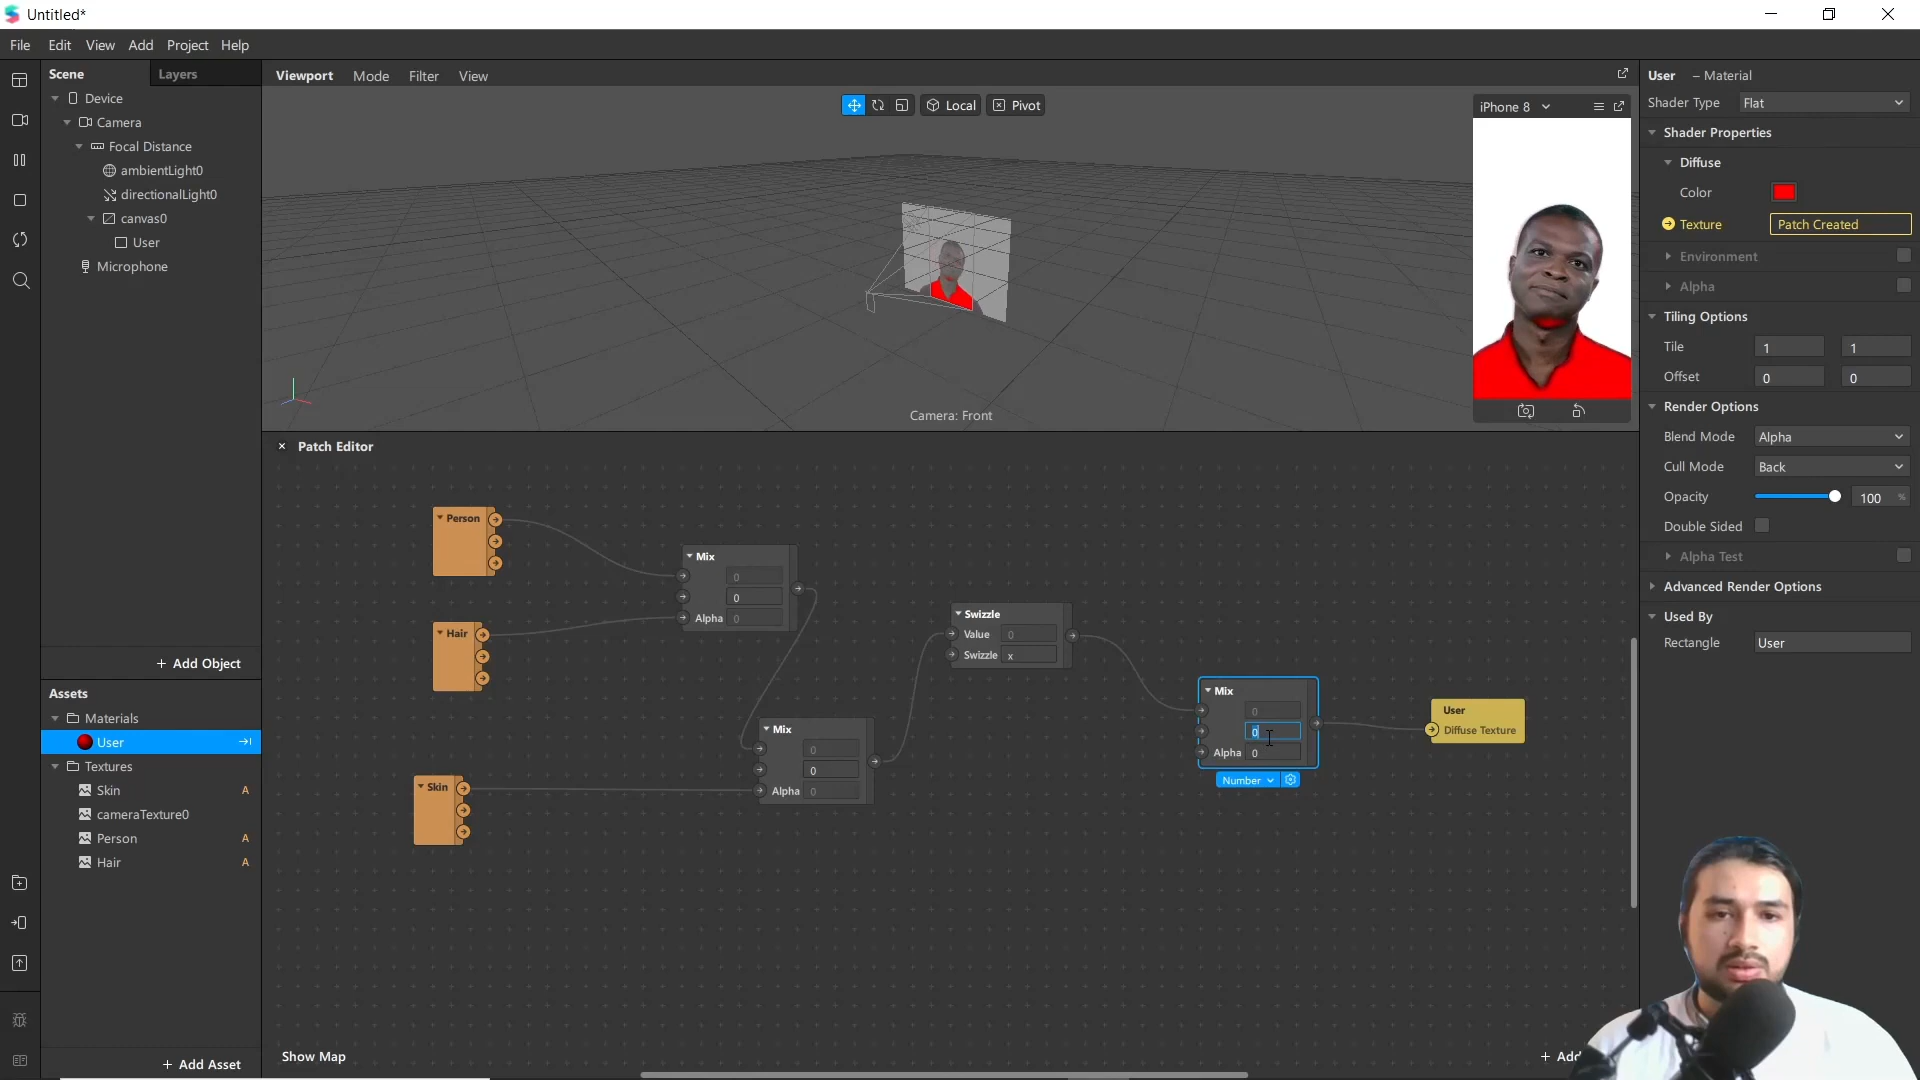 Untitled*
File Edit View Add Project Help
Scene Layers
Device
Camera
Focal Distance
ambientLight0
directionalLight0
canvas0
User
Microphone
+ Add Object
Assets
Materials
User
Textures
Skin A
cameraTexture0
Person A
Hair A
+ Add Asset
Viewport Mode Filter View
Local Pivot
Camera: Front
iPhone 8
× Patch Editor
Person
Hair
Skin
Mix
0
0
Alpha 0
Mix
0
0
Alpha 0
Swizzle
Value 0
Swizzle x
Mix
0
0
Alpha 0
Number
User
Diffuse Texture
Show Map
+ Add
User – Material
Shader Type Flat
Shader Properties
Diffuse
Color
Texture Patch Created
Environment
Alpha
Tiling Options
Tile 1 1
Offset 0 0
Render Options
Blend Mode Alpha
Cull Mode Back
Opacity 100 %
Double Sided
Alpha Test
Advanced Render Options
Used By
Rectangle User